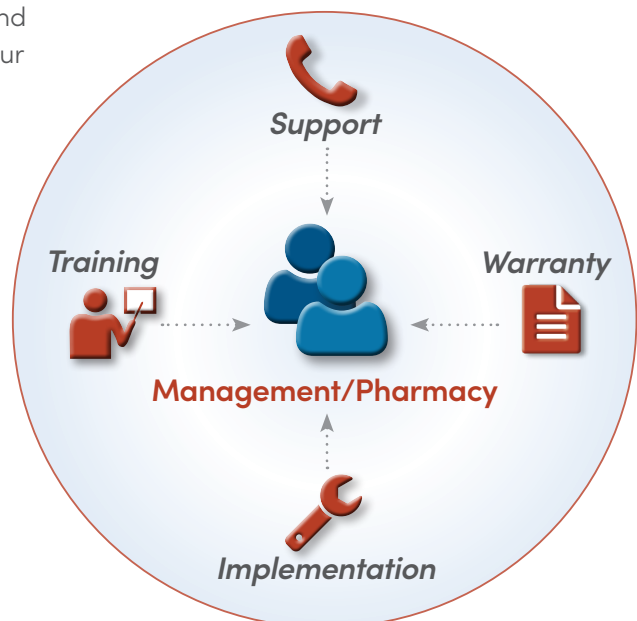 nd
ur
Support
Training
Warranty
Management/Pharmacy
Implementation